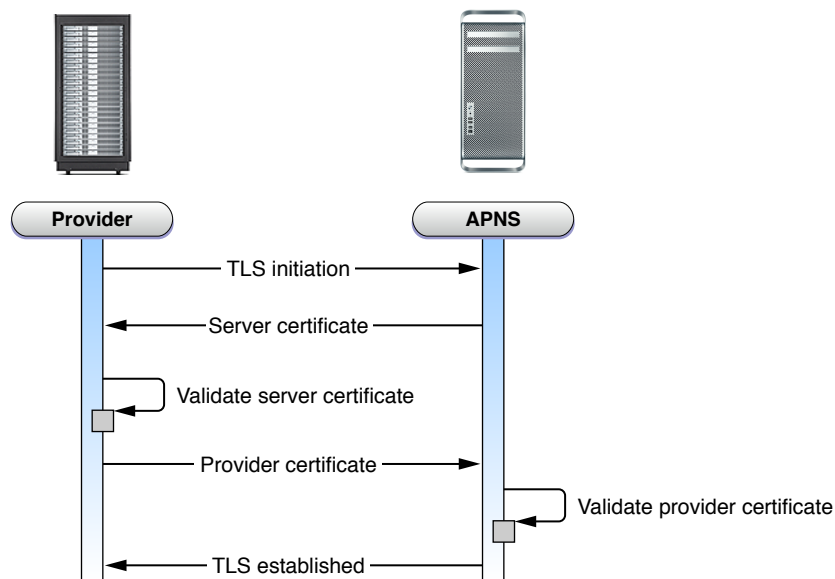 Provider
APNS
TLS initiation
Server certificate
Validate server certificate
Provider certificate
Validate provider certificate
TLS established